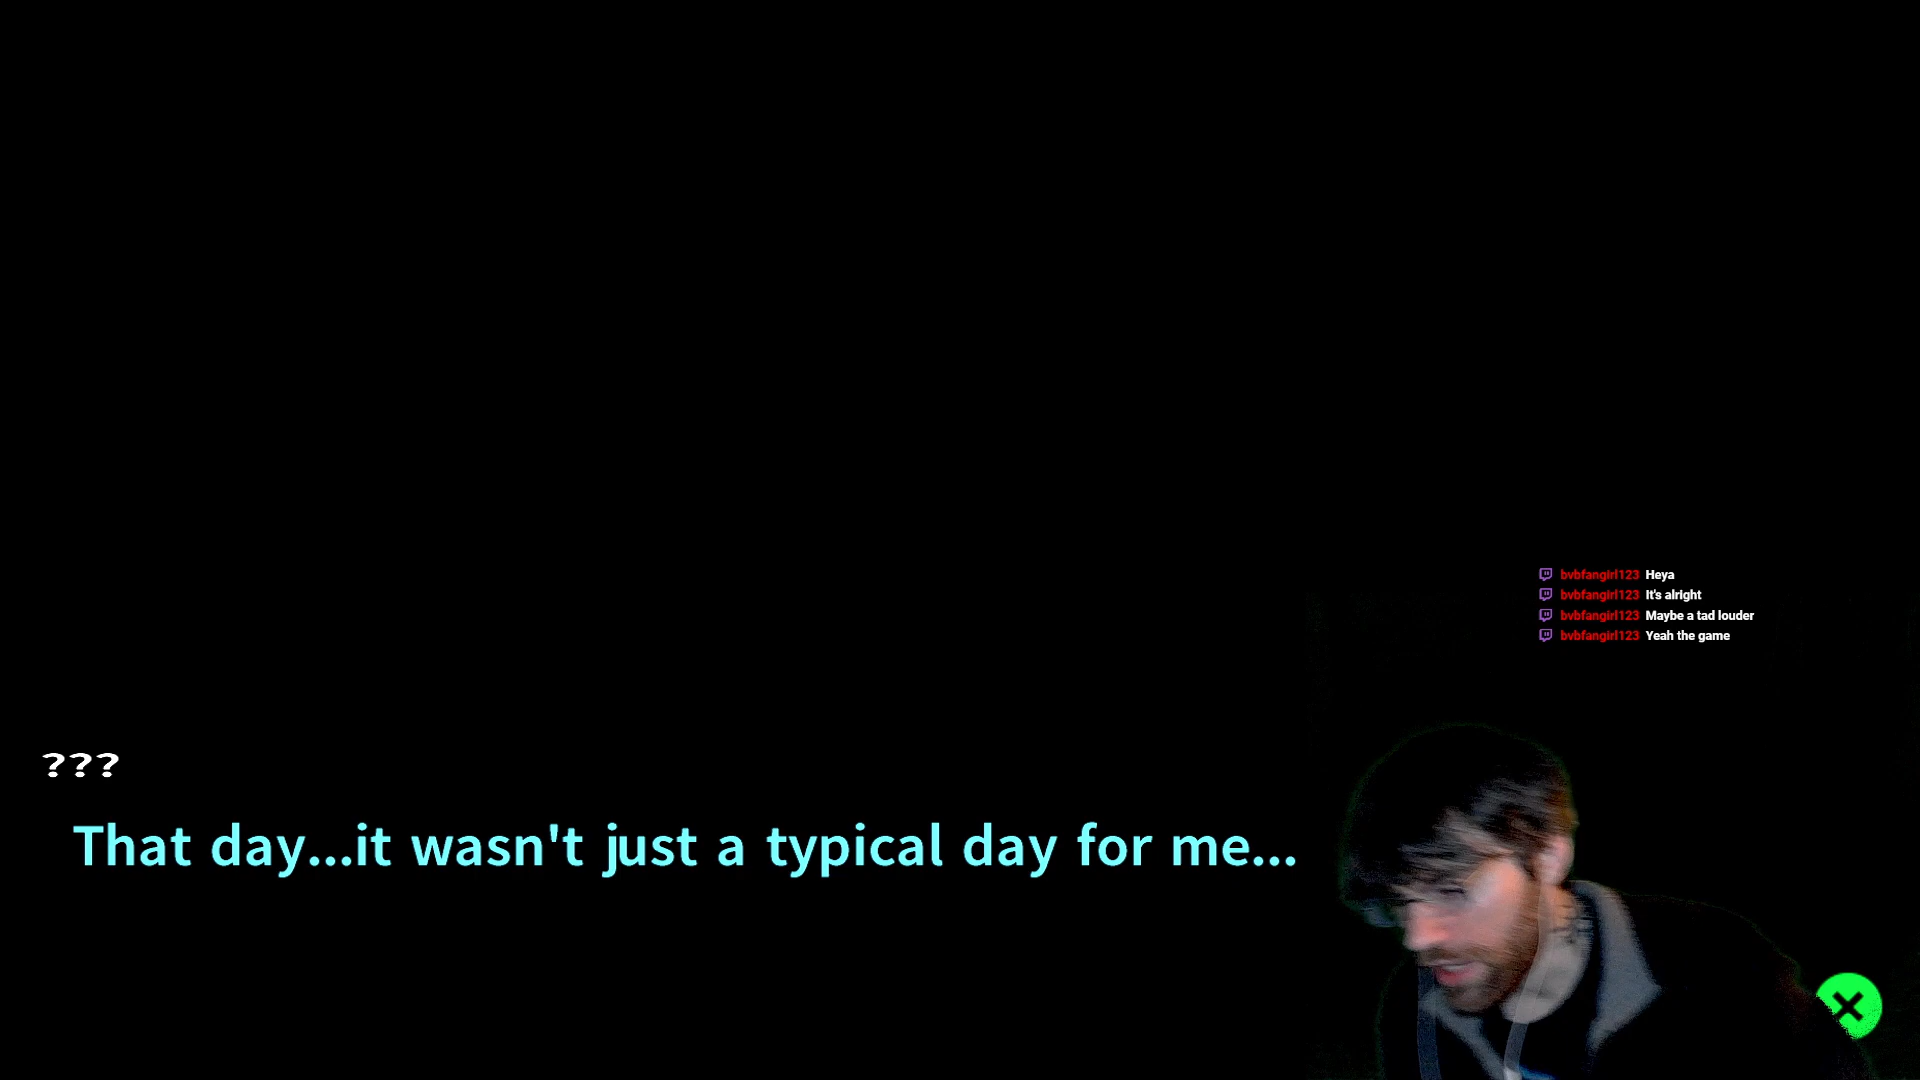 bvbfangirl123 Heya
bvbfangirl123 It's alright
bvbfangirl123 Maybe a tad louder
bvbfangirl123 Yeah the game
???
That day...it wasn't just a typical day for me...